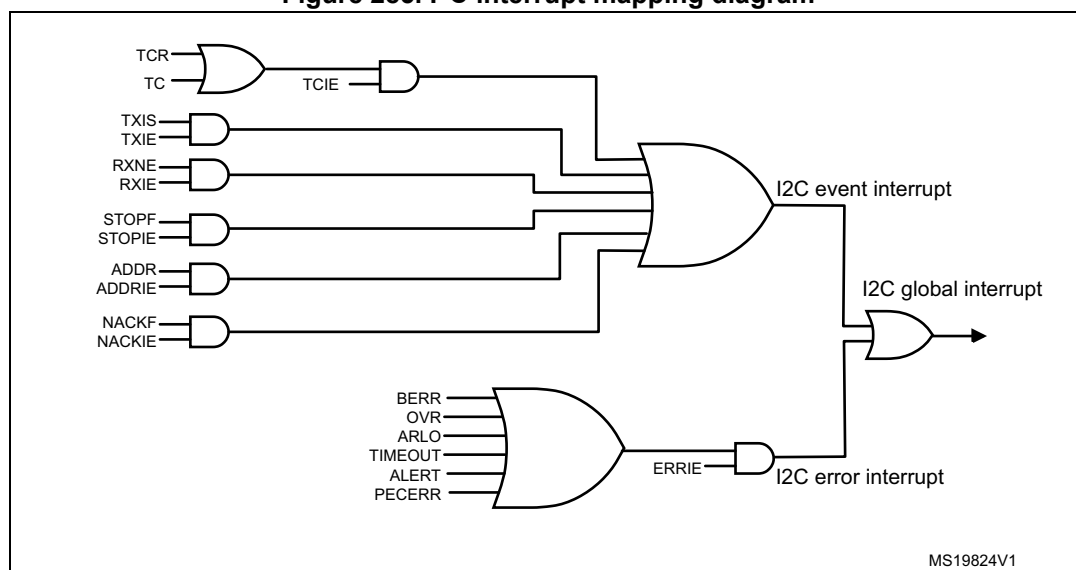 TCR
TC
TCIE
TXIS
TXIE
RXNE
RXIE
STOPF
STOPIE
ADDR
ADDRIE
NACKF
NACKIE
I2C event interrupt
I2C global interrupt
BERR
OVR
ARLO
TIMEOUT
ALERT
PECERR
ERRIE
I2C error interrupt
MS19824V1